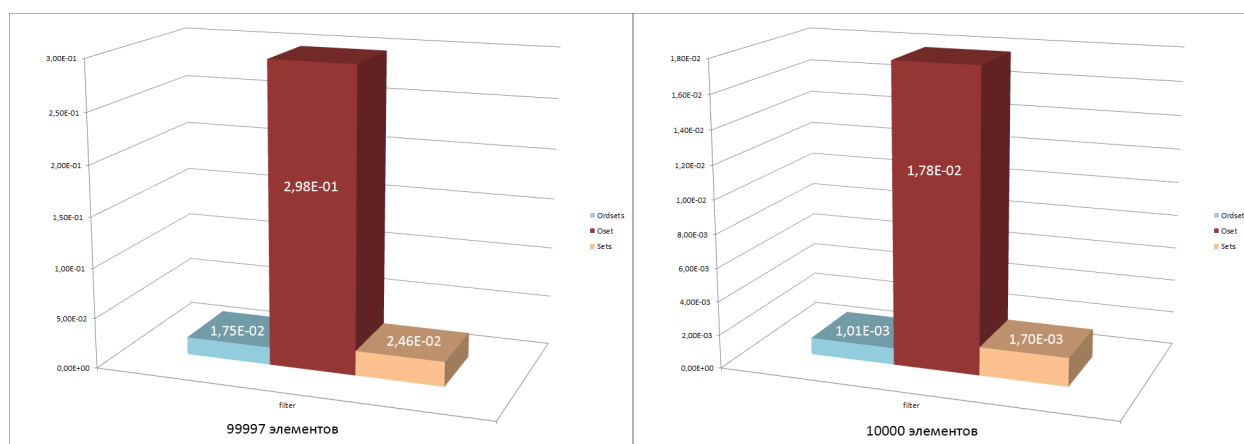 3,00E-01
2,50E-01
2,00E-01
1,50E-01
1,00E-01
5,00E-02
0,00E+00
2,98E-01
1,75E-02
2,46E-02
Ordsets
Oset
Sets
filter
99997 элементов
1,80E-02
1,60E-02
1,40E-02
1,20E-02
1,00E-02
8,00E-03
6,00E-03
4,00E-03
2,00E-03
0,00E+00
1,78E-02
1,01E-03
1,70E-03
Ordsets
Oset
Sets
filter
10000 элементов